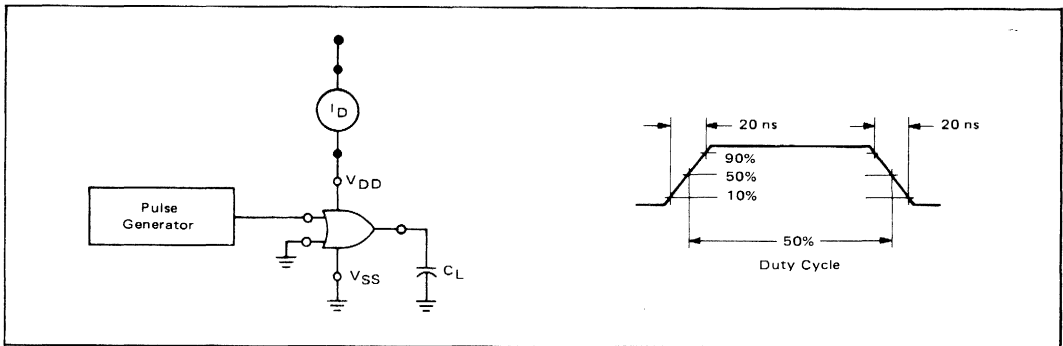 I_D
V_DD
Pulse
Generator
V_SS
C_L
20 ns
20 ns
90%
50%
10%
50%
Duty Cycle